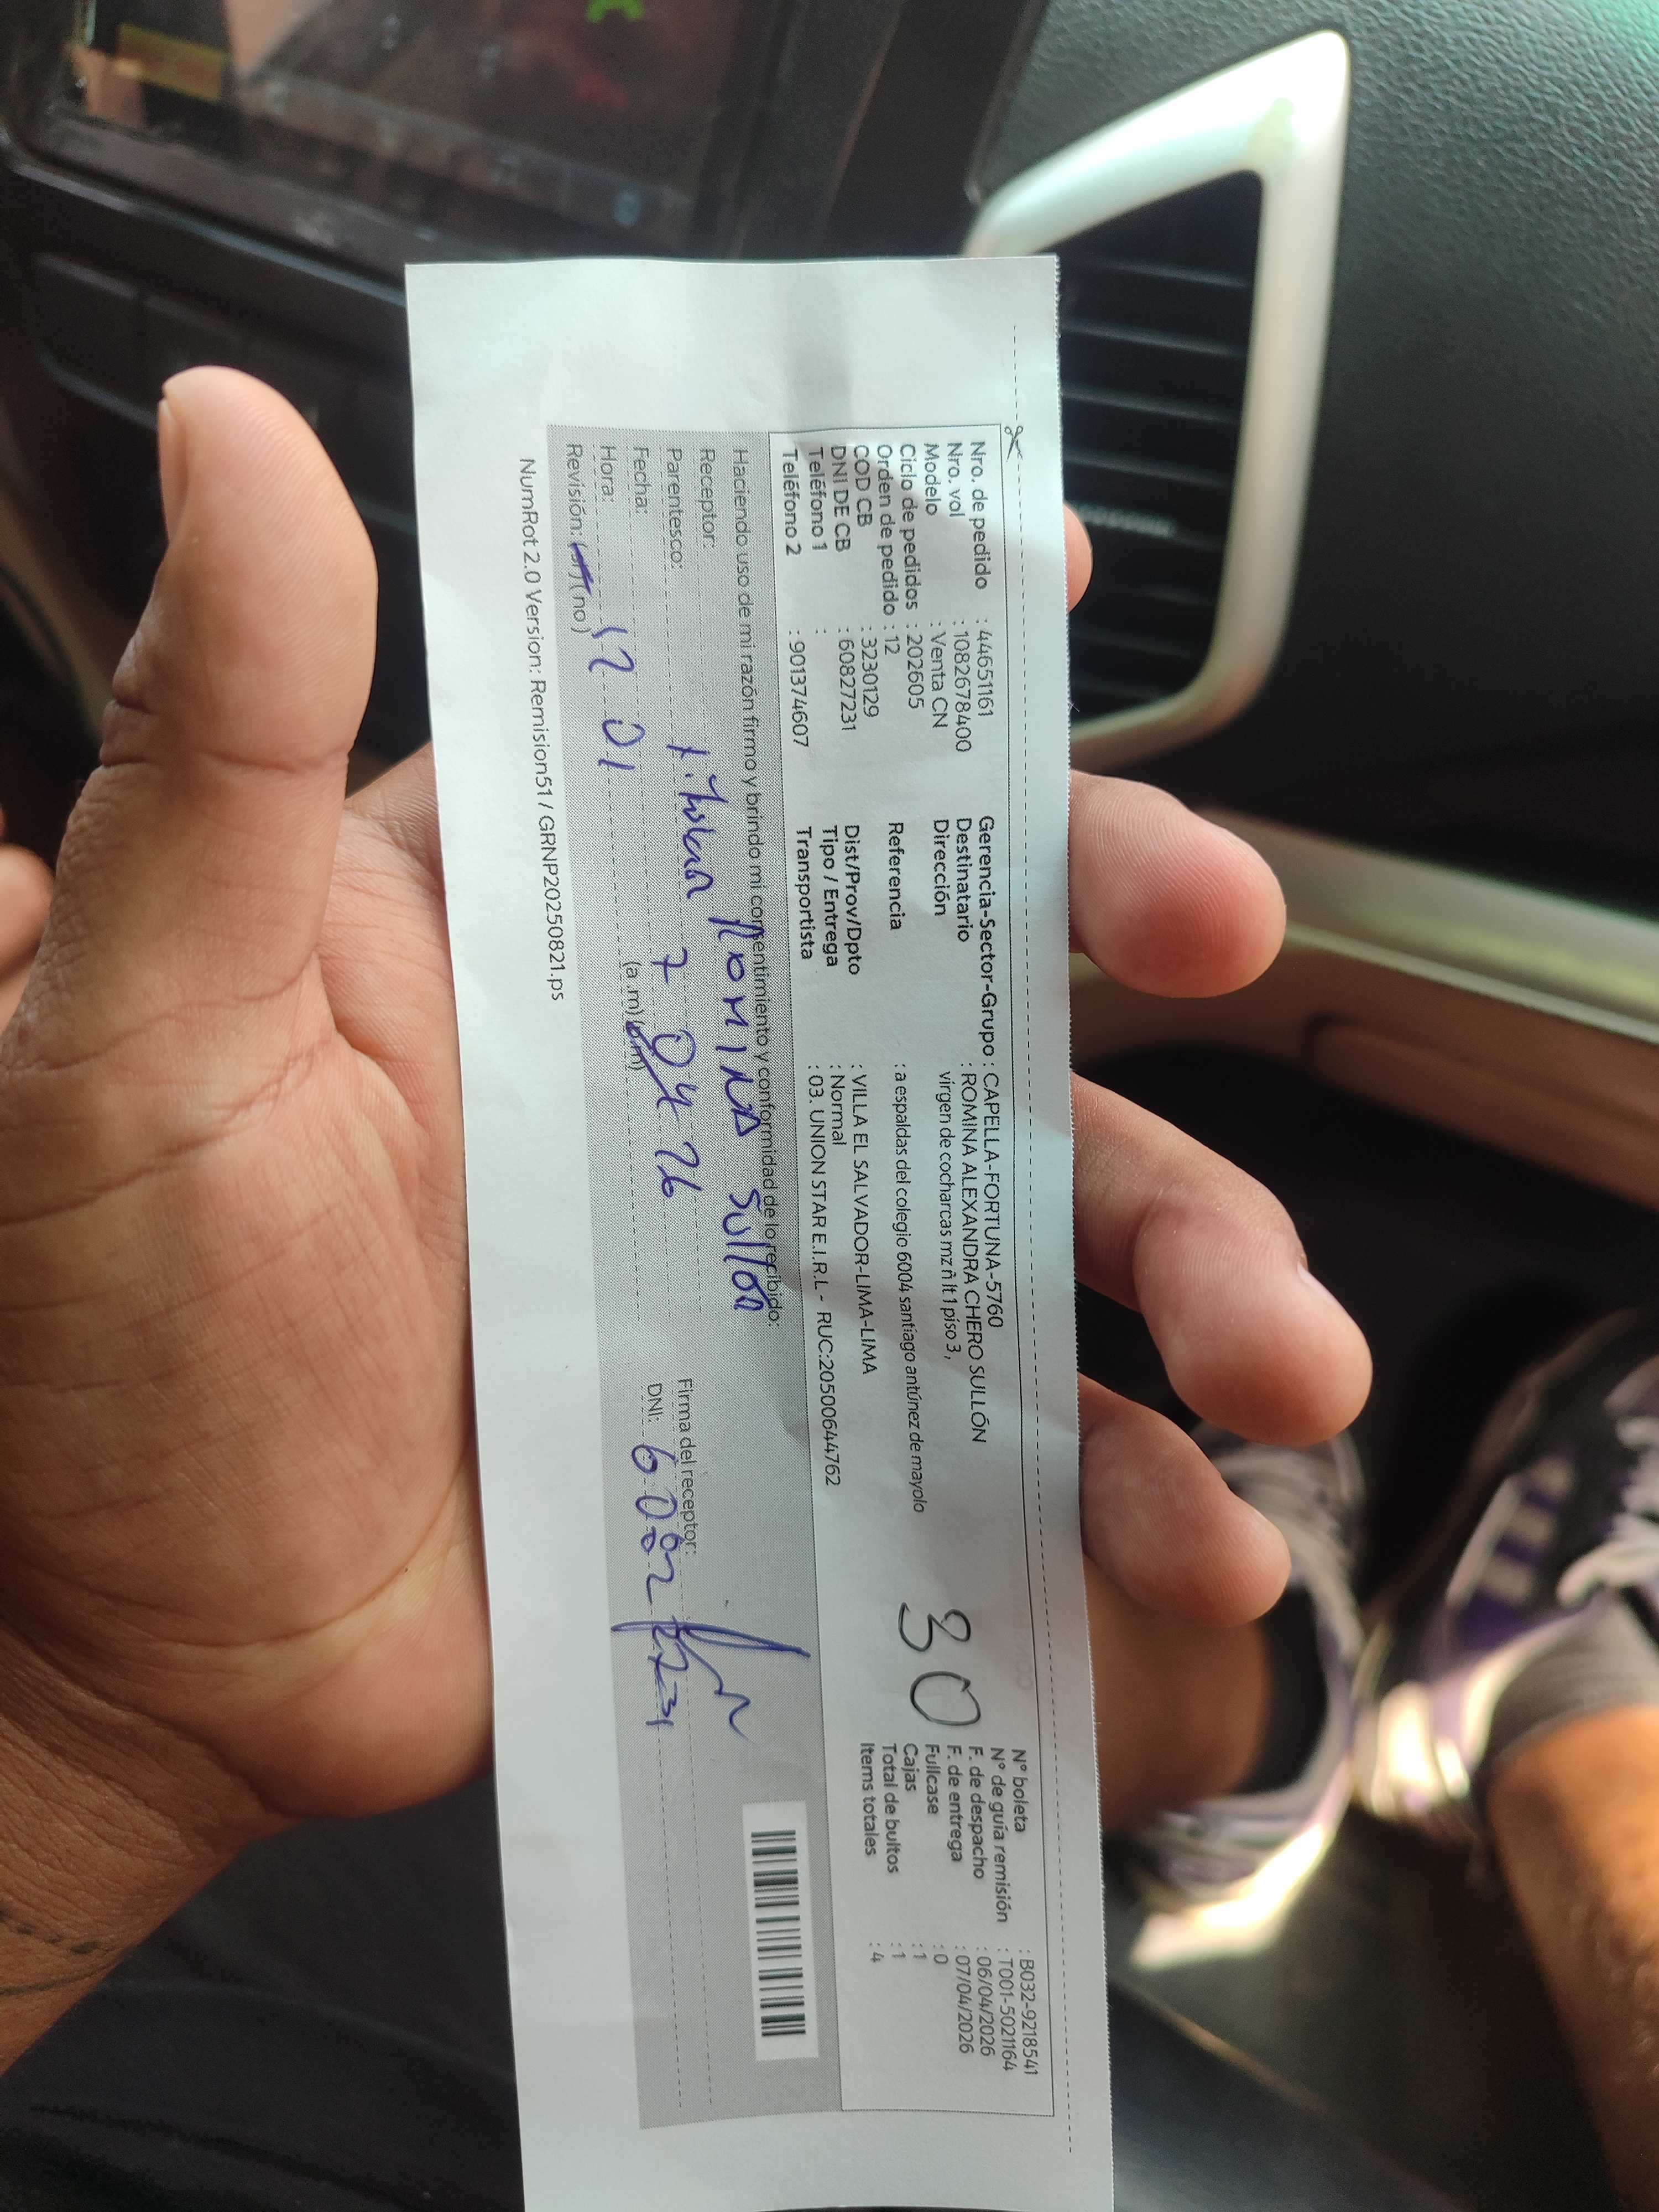 Nro. de pedido : 44651161
Nro. vol : 1082678400
Modelo : Venta CN
Ciclo de pedidos : 202605
Orden de pedido : 12
COD CB : 3230129
DNI DE CB : 60827231
Teléfono 1 :
Teléfono 2 : 901374607
Gerencia-Sector-Grupo : CAPELLA-FORTUNA-5760
Destinatario : ROMINA ALEXANDRA CHERO SULLÓN
Dirección : virgen de cocharcas mz ñ lt 1 piso 3,
Referencia : a espaldas del colegio 6004 santiago antúnez de mayolo
Dist/Prov/Dpto : VILLA EL SALVADOR-LIMA-LIMA
Tipo / Entrega : Normal
Transportista : 03. UNION STAR E.I.R.L - RUC:20500644762
30
N° boleta : B032-9218541
N° de guía remisión : T001-5021164
F. de despacho : 06/04/2026
F. de entrega : 07/04/2026
Fullcase : 0
Cajas : 1
Total de bultos : 1
Items totales : 4
Haciendo uso de mi razón firmo y brindo mi consentimiento y conformidad de lo recibido:
Receptor: ROMINA Sullon
Parentesco: titular
Fecha: 7 04 26
Hora: 12 01 (a.m) (p.m)
Revisión: (si) (no)
Firma del receptor:
DNI: 60827231
NumRot 2.0 Version: Remision51 / GRNP20250821.ps